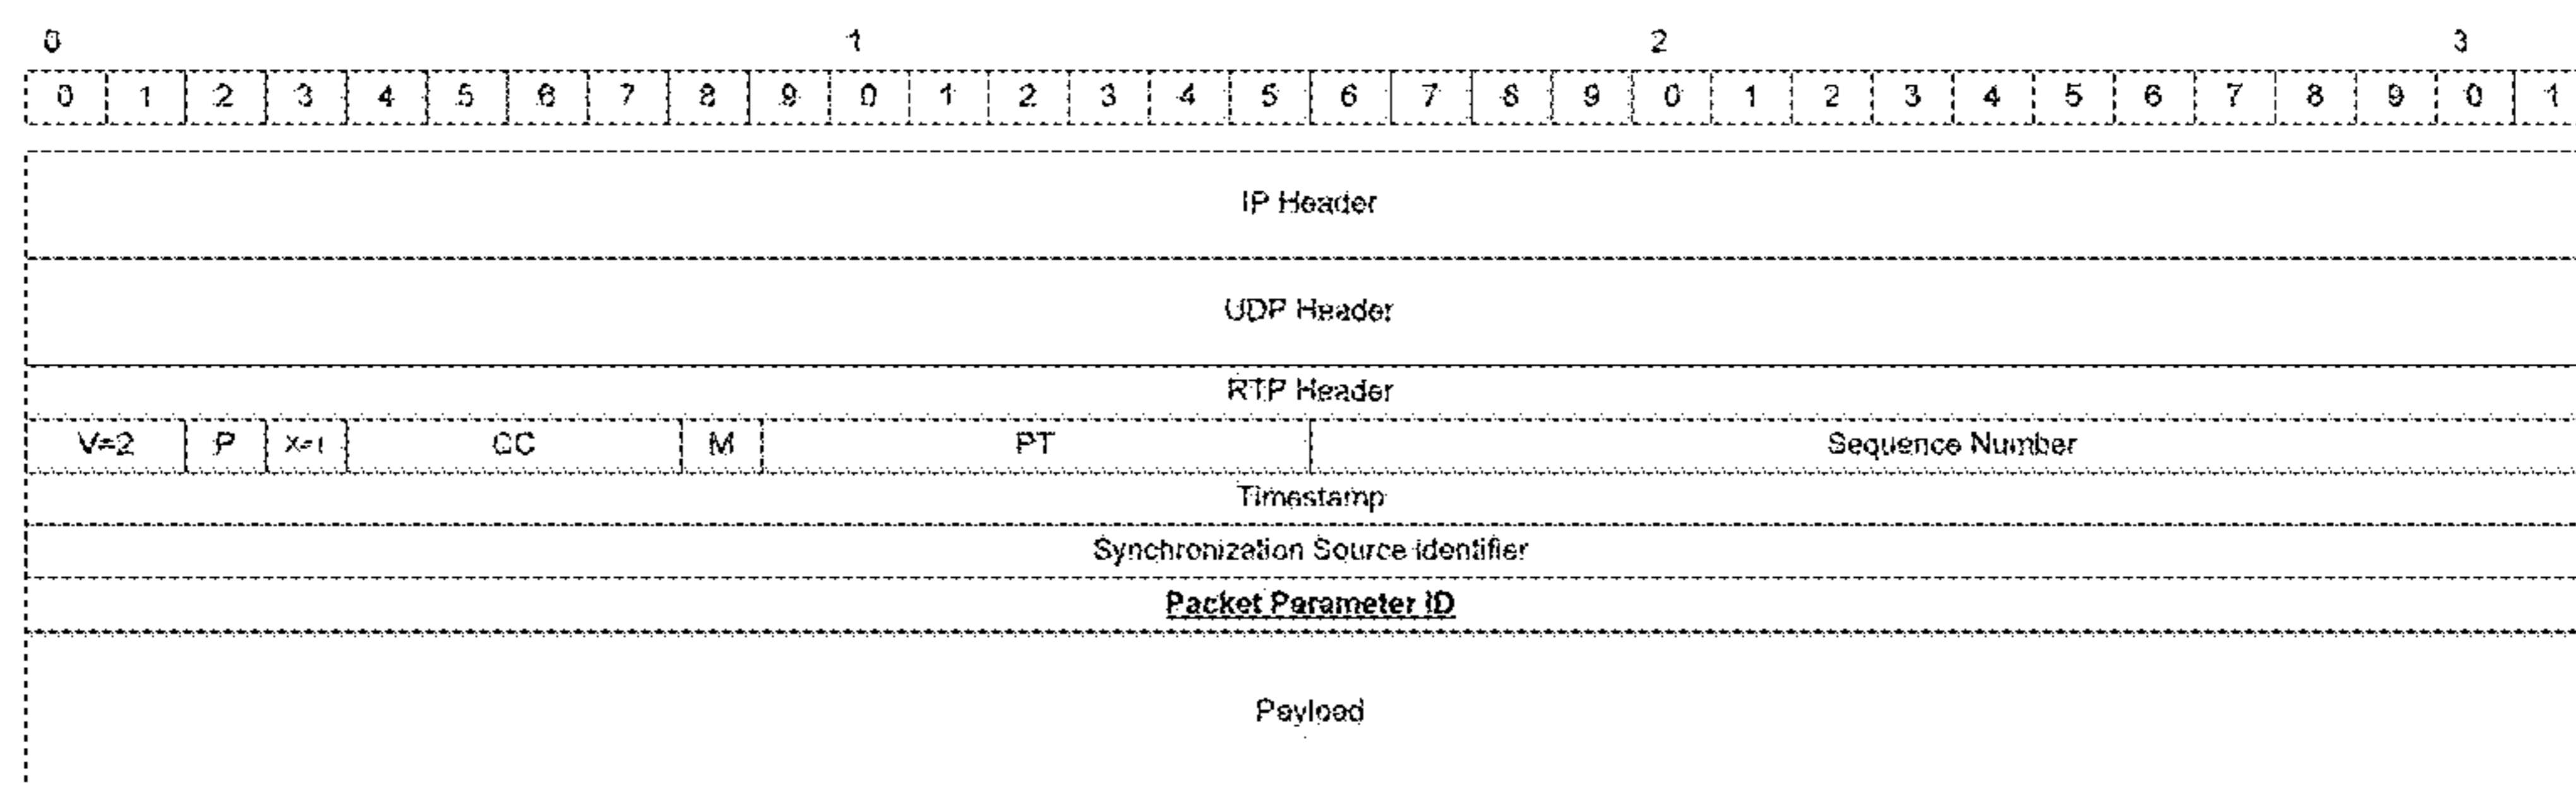 0 1 2 3
0 1 2 3 4 5 6 7 8 9 0 1 2 3 4 5 6 7 8 9 0 1 2 3 4 5 6 7 8 9 0 1
IP Header
UDP Header
RTP Header
V=2 P X=1 CC M PT Sequence Number
Timestamp
Synchronization Source identifier
Packet Parameter ID
Payload